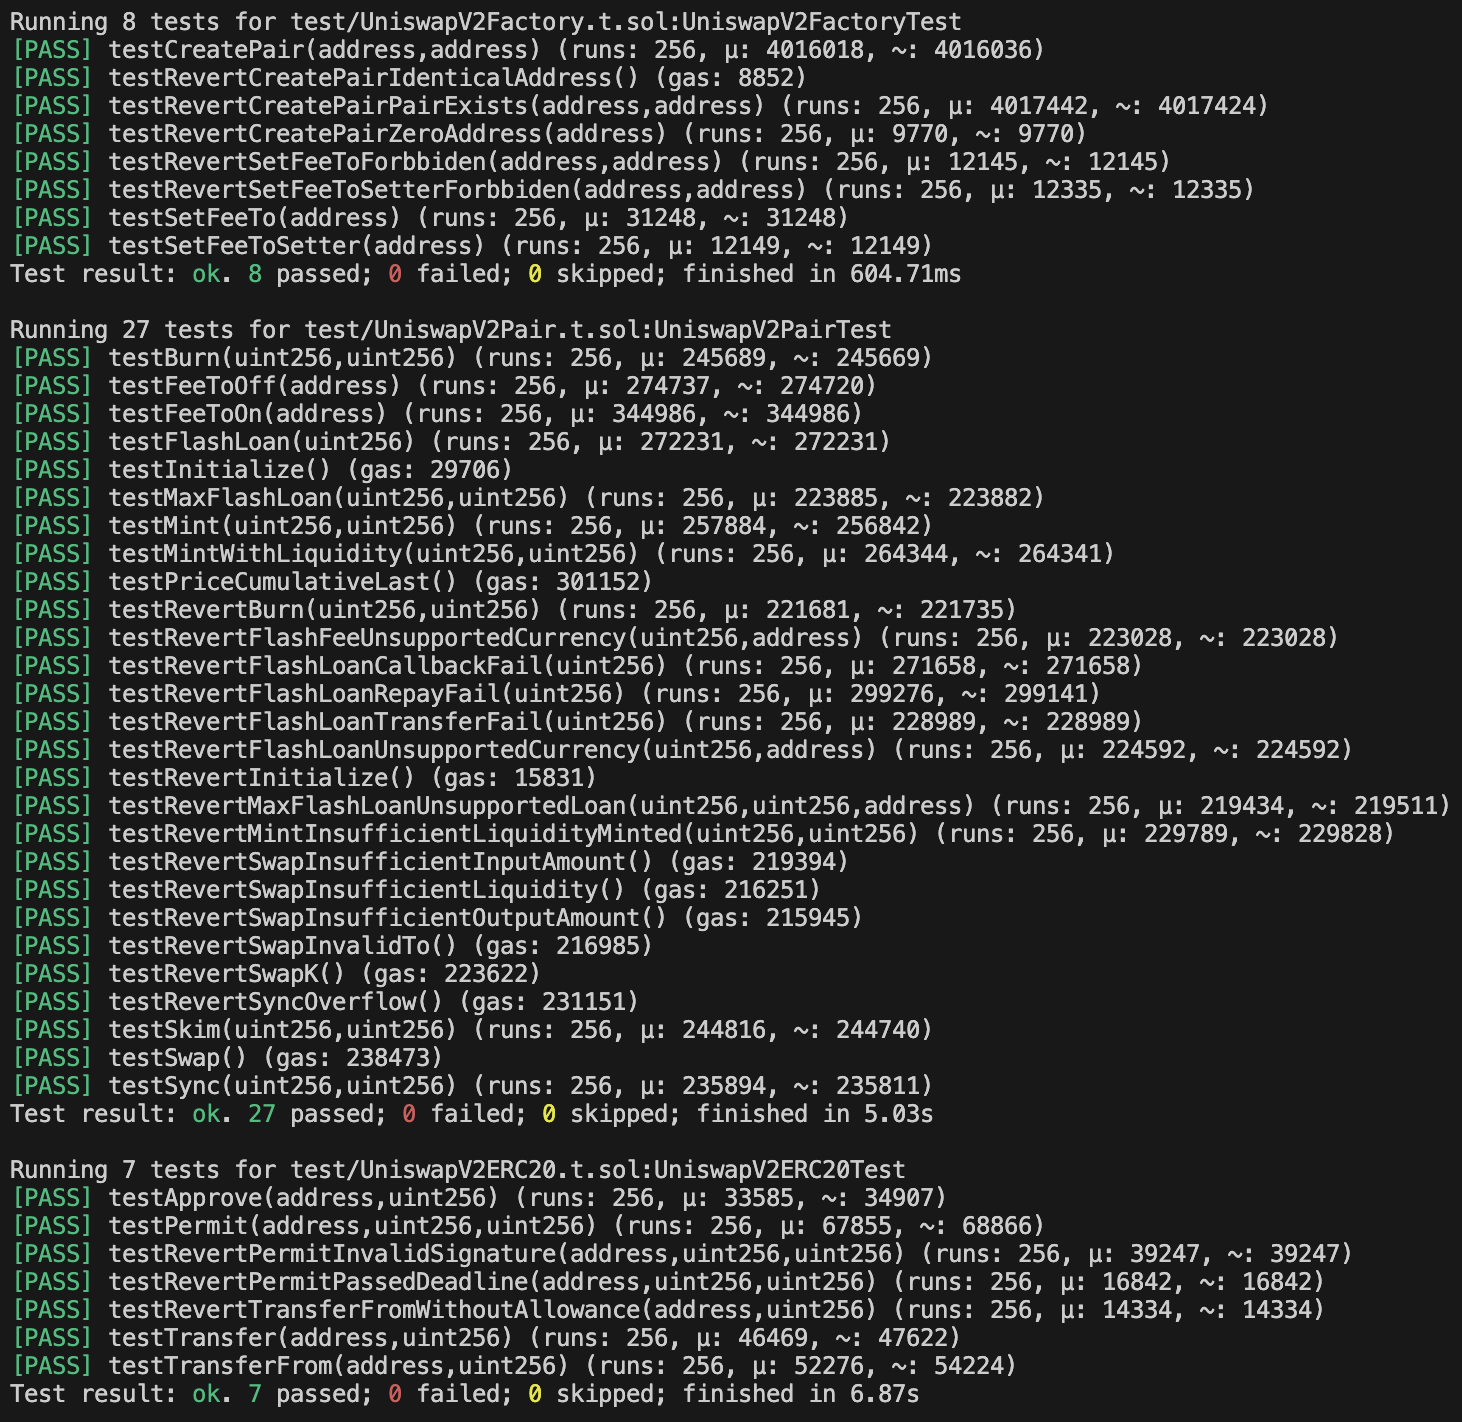 Running 8 tests for test/UniswapV2Factory.t.sol:UniswapV2FactoryTest
[PASS] testCreatePair(address,address) (runs: 256, μ: 4016018, ~: 4016036)
[PASS] testRevertCreatePairIdenticalAddress() (gas: 8852)
[PASS] testRevertCreatePairPairExists(address,address) (runs: 256, μ: 4017442, ~: 4017424)
[PASS] testRevertCreatePairZeroAddress(address) (runs: 256, μ: 9770, ~: 9770)
[PASS] testRevertSetFeeToForbbiden(address,address) (runs: 256, μ: 12145, ~: 12145)
[PASS] testRevertSetFeeToSetterForbbiden(address,address) (runs: 256, μ: 12335, ~: 12335)
[PASS] testSetFeeTo(address) (runs: 256, μ: 31248, ~: 31248)
[PASS] testSetFeeToSetter(address) (runs: 256, μ: 12149, ~: 12149)
Test result: ok. 8 passed; 0 failed; 0 skipped; finished in 604.71ms
Running 27 tests for test/UniswapV2Pair.t.sol:UniswapV2PairTest
[PASS] testBurn(uint256,uint256) (runs: 256, μ: 245689, ~: 245669)
[PASS] testFeeToOff(address) (runs: 256, μ: 274737, ~: 274720)
[PASS] testFeeToOn(address) (runs: 256, μ: 344986, ~: 344986)
[PASS] testFlashLoan(uint256) (runs: 256, μ: 272231, ~: 272231)
[PASS] testInitialize() (gas: 29706)
[PASS] testMaxFlashLoan(uint256,uint256) (runs: 256, μ: 223885, ~: 223882)
[PASS] testMint(uint256,uint256) (runs: 256, μ: 257884, ~: 256842)
[PASS] testMintWithLiquidity(uint256,uint256) (runs: 256, μ: 264344, ~: 264341)
[PASS] testPriceCumulativeLast() (gas: 301152)
[PASS] testRevertBurn(uint256,uint256) (runs: 256, μ: 221681, ~: 221735)
[PASS] testRevertFlashFeeUnsupportedCurrency(uint256,address) (runs: 256, μ: 223028, ~: 223028)
[PASS] testRevertFlashLoanCallbackFail(uint256) (runs: 256, μ: 271658, ~: 271658)
[PASS] testRevertFlashLoanRepayFail(uint256) (runs: 256, μ: 299276, ~: 299141)
[PASS] testRevertFlashLoanTransferFail(uint256) (runs: 256, μ: 228989, ~: 228989)
[PASS] testRevertFlashLoanUnsupportedCurrency(uint256,address) (runs: 256, μ: 224592, ~: 224592)
[PASS] testRevertInitialize() (gas: 15831)
[PASS] testRevertMaxFlashLoanUnsupportedLoan(uint256,uint256,address) (runs: 256, μ: 219434, ~: 219511)
[PASS] testRevertMintInsufficientLiquidityMinted(uint256,uint256) (runs: 256, μ: 229789, ~: 229828)
[PASS] testRevertSwapInsufficientInputAmount() (gas: 219394)
[PASS] testRevertSwapInsufficientLiquidity() (gas: 216251)
[PASS] testRevertSwapInsufficientOutputAmount() (gas: 215945)
[PASS] testRevertSwapInvalidTo() (gas: 216985)
[PASS] testRevertSwapK() (gas: 223622)
[PASS] testRevertSyncOverflow() (gas: 231151)
[PASS] testSkim(uint256,uint256) (runs: 256, μ: 244816, ~: 244740)
[PASS] testSwap() (gas: 238473)
[PASS] testSync(uint256,uint256) (runs: 256, μ: 235894, ~: 235811)
Test result: ok. 27 passed; 0 failed; 0 skipped; finished in 5.03s
Running 7 tests for test/UniswapV2ERC20.t.sol:UniswapV2ERC20Test
[PASS] testApprove(address,uint256) (runs: 256, μ: 33585, ~: 34907)
[PASS] testPermit(address,uint256,uint256) (runs: 256, μ: 67855, ~: 68866)
[PASS] testRevertPermitInvalidSignature(address,uint256,uint256) (runs: 256, μ: 39247, ~: 39247)
[PASS] testRevertPermitPassedDeadline(address,uint256,uint256) (runs: 256, μ: 16842, ~: 16842)
[PASS] testRevertTransferFromWithoutAllowance(address,uint256) (runs: 256, μ: 14334, ~: 14334)
[PASS] testTransfer(address,uint256) (runs: 256, μ: 46469, ~: 47622)
[PASS] testTransferFrom(address,uint256) (runs: 256, μ: 52276, ~: 54224)
Test result: ok. 7 passed; 0 failed; 0 skipped; finished in 6.87s